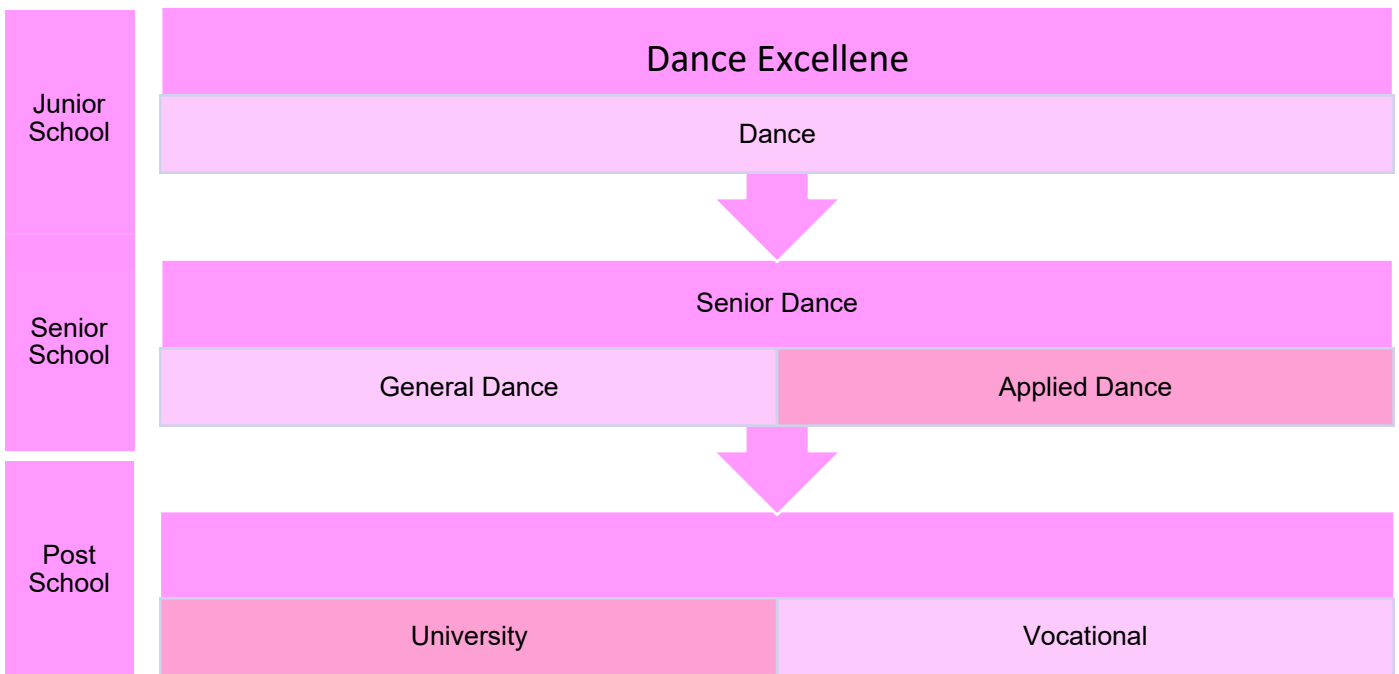 Junior
School
Dance Excellene
Dance
Senior
School
Senior Dance
General Dance
Applied Dance
Post
School
University
Vocational